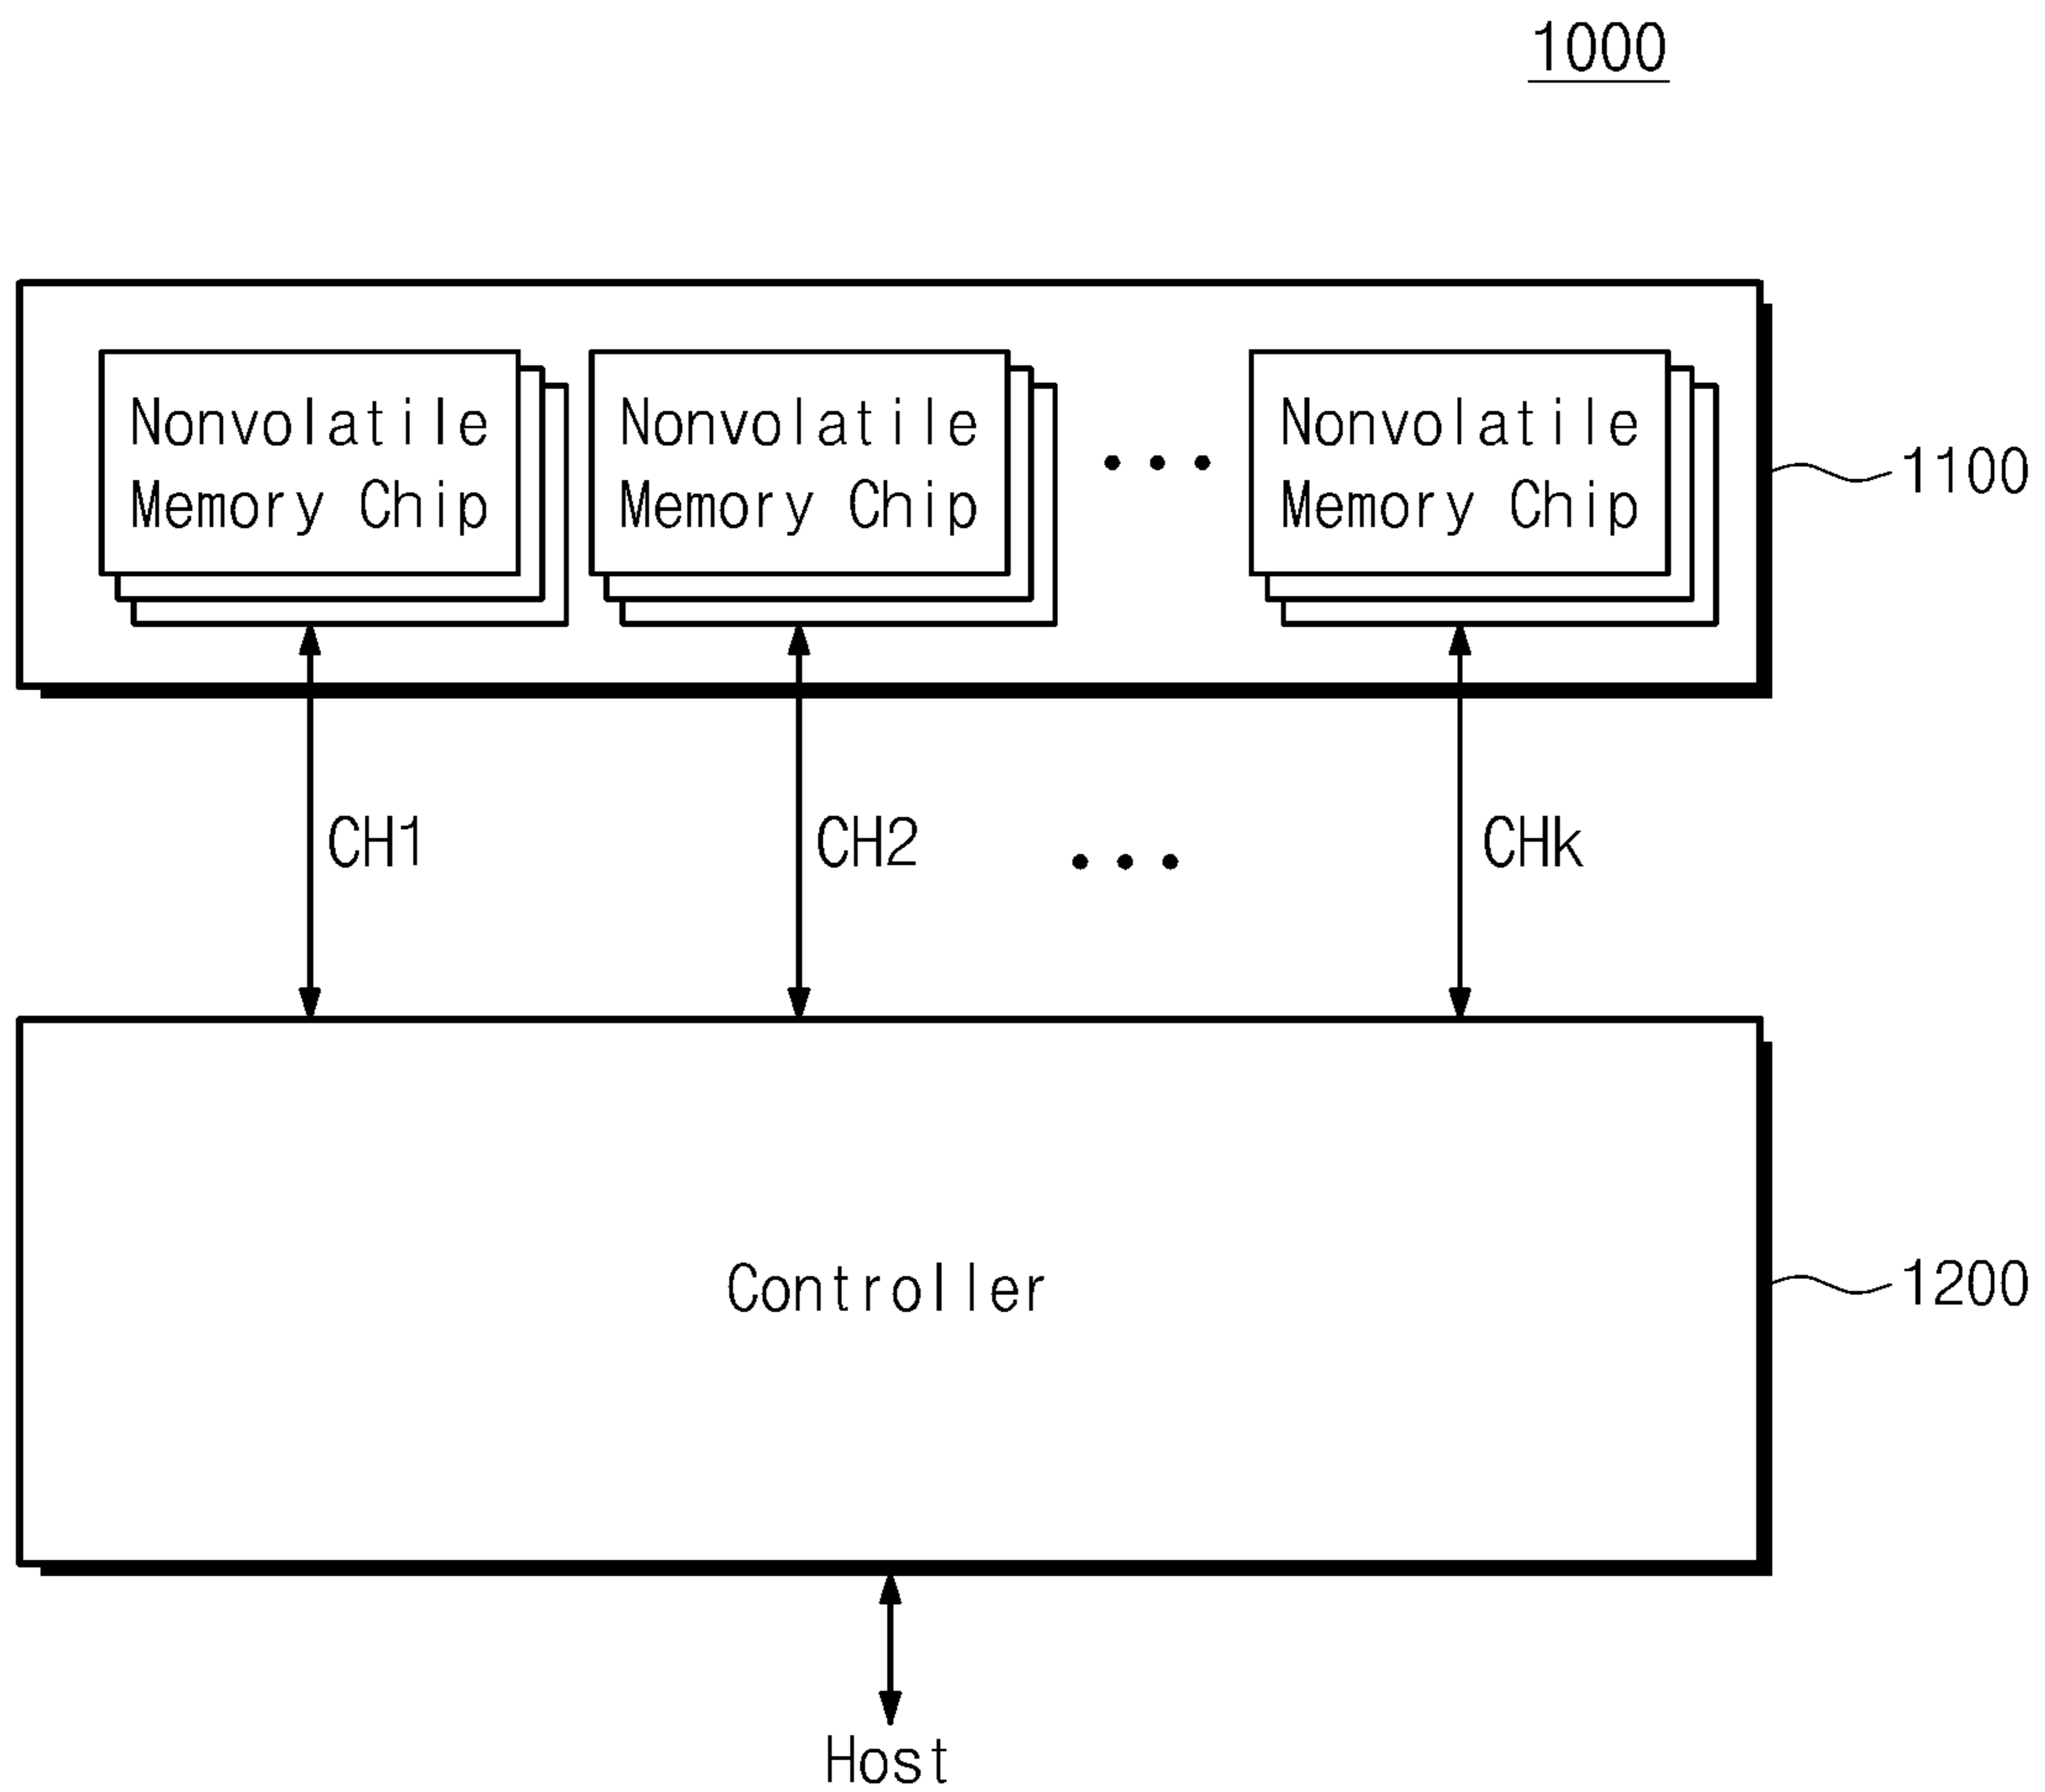 1000
Nonvolatile Nonvolatile ••• Nonvolatile
Memory Chip Memory Chip Memory Chip
1100
CH1 CH2 ••• CHk
Controller
1200
Host